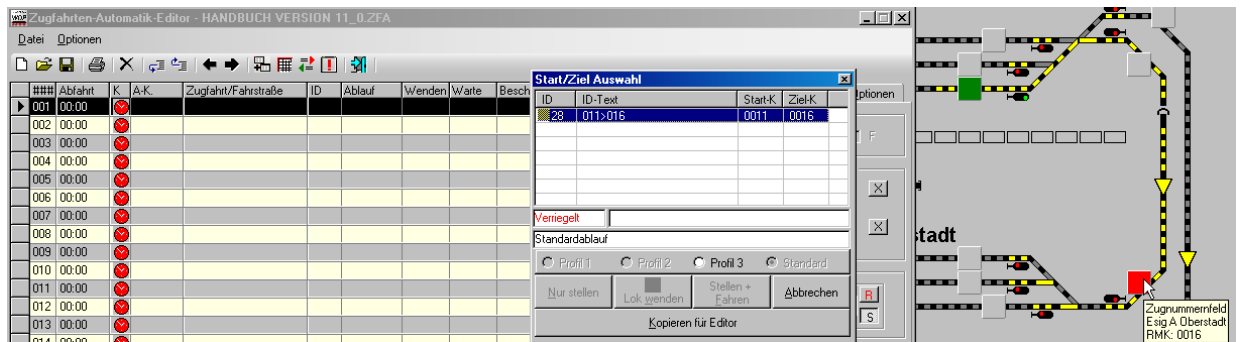 Zugfahrten-Automatik-Editor - HANDBUCH VERSION 11_0.ZFA
Datei Optionen
### Abfahrt K A-K. Zugfahrt/Fahrstraße ID Ablauf Wenden Warte Besch
001 00:00
002 00:00
003 00:00
004 00:00
005 00:00
006 00:00
007 00:00
008 00:00
009 00:00
010 00:00
011 00:00
012 00:00
013 00:00
014 00:00
Start/Ziel Auswahl
ID ID-Text Start-K Ziel-K
28 011>016 0011 0016
Verriegelt
Standardablauf
Profil 1 Profil 2 Profil 3 Standard
Nur stellen Lok wenden Stellen + Fahren Abbrechen
Kopieren für Editor
ptionen
F
X
X
R
S
stadt
Zugnummernfeld
Esig A Oberstadt
RMK: 0016